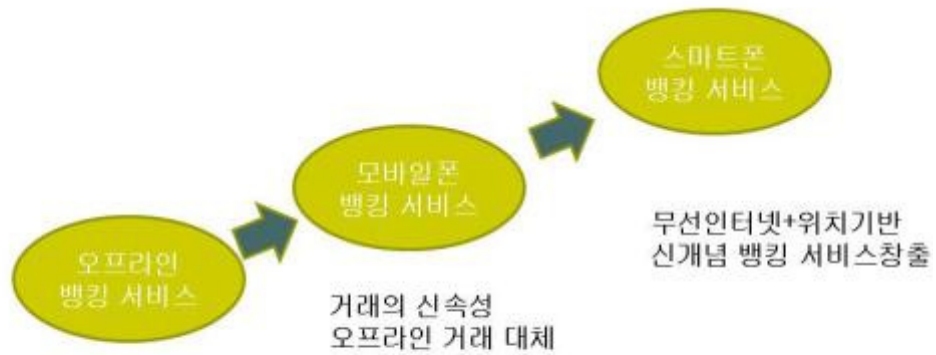 스마트폰
뱅킹 서비스
모바일폰
뱅킹 서비스
오프라인
뱅킹 서비스
무선인터넷+위치기반
신개념 뱅킹 서비스창출
거래의 신속성
오프라인 거래 대체